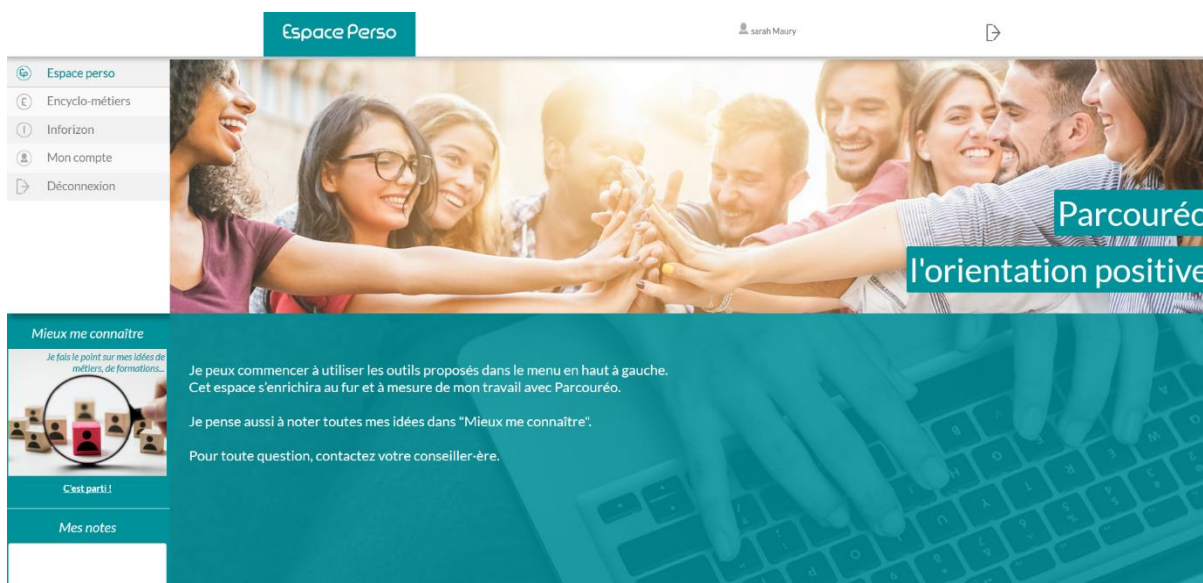 Espace Perso
sarah Maury
Espace perso
Encyclo-métiers
Inforizon
Mon compte
Déconnexion
Parcouréo
l'orientation positive
Mieux me connaître
Je fais le point sur mes idées de
métiers, de formations...
C'est parti !
Mes notes
Je peux commencer à utiliser les outils proposés dans le menu en haut à gauche.
Cet espace s'enrichira au fur et à mesure de mon travail avec Parcouréo.
Je pense aussi à noter toutes mes idées dans "Mieux me connaître".
Pour toute question, contactez votre conseiller·ère.